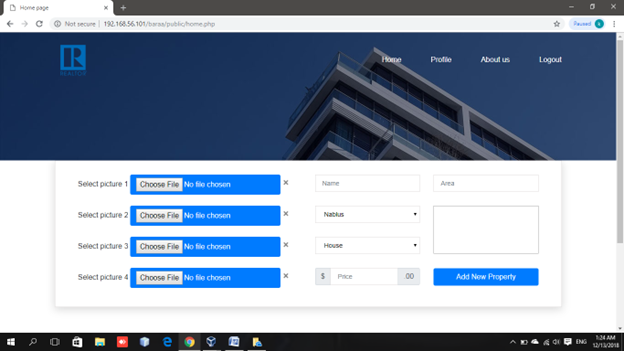 Home page
Not secure | 192.168.56.101/bansa/public/home.php
Paused
R
REALTOR
Home Profile About us Logout
Select picture 1 Choose File No file chosen × Name Area
Select picture 2 Choose File No file chosen × Nablus
Select picture 3 Choose File No file chosen × House
Select picture 4 Choose File No file chosen × $ Price .00 Add New Property
ENG
1:24 AM
12/13/2018